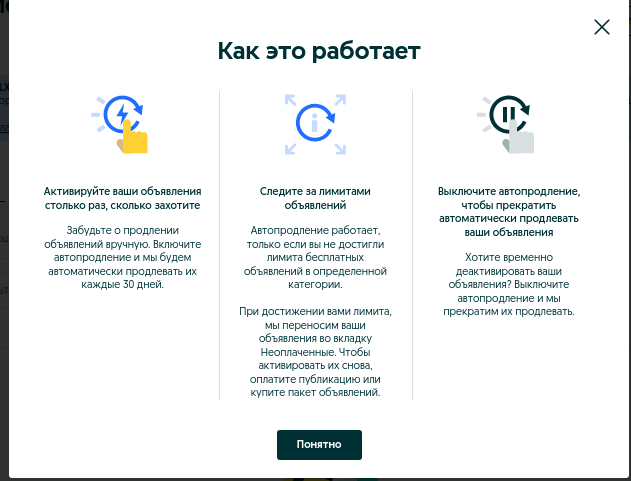 Как это работает
Активируйте ваши объявления
столько раз, сколько захотите
Забудьте о продлении
объявлений вручную. Включите
автопродление и мы будем
автоматически продлевать их
каждые 30 дней.
Следите за лимитами
объявлений
Автопродление работает,
только если вы не достигли
лимита бесплатных
объявлений в определенной
категории.
При достижении вами лимита,
мы переносим ваши
объявления во вкладку
Неоплаченные. Чтобы
активировать их снова,
оплатите публикацию или
купите пакет объявлений.
Выключите автопродление,
чтобы прекратить
автоматически продлевать
ваши объявления
Хотите временно
деактивировать ваши
объявления? Выключите
автопродление и мы
прекратим их продлевать.
Понятно